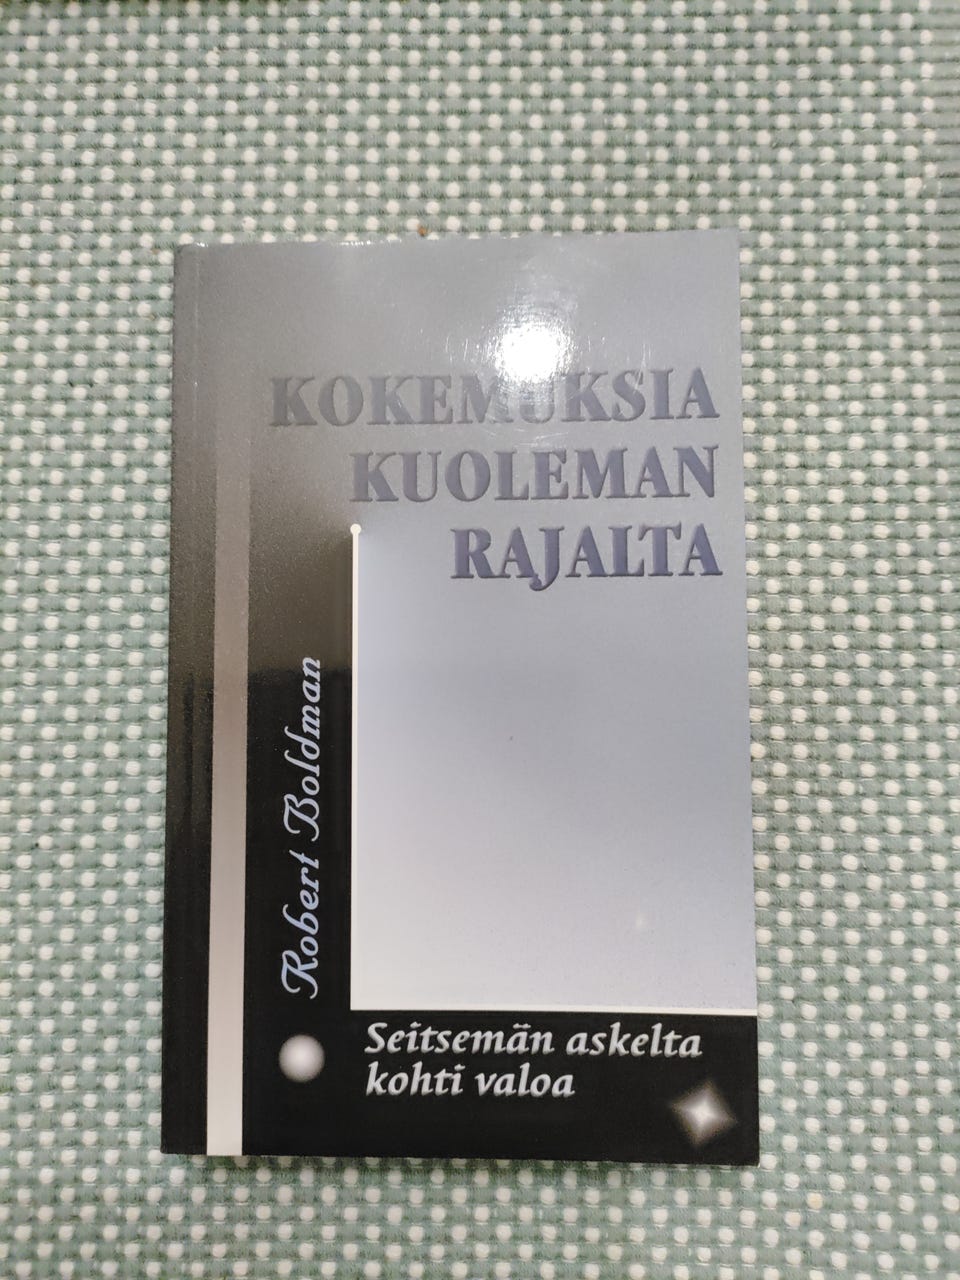 KOKEMUKSIA
KUOLEMAN
RAJALTA
Robert Boldman
Seitsemän askelta
kohti valoa